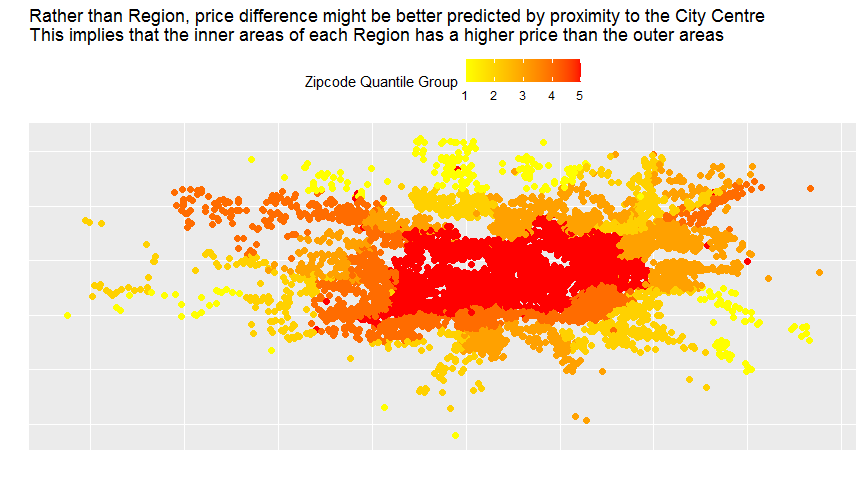 Rather than Region, price difference might be better predicted by proximity to the City Centre
This implies that the inner areas of each Region has a higher price than the outer areas
Zipcode Quantile Group
1 2 3 4 5